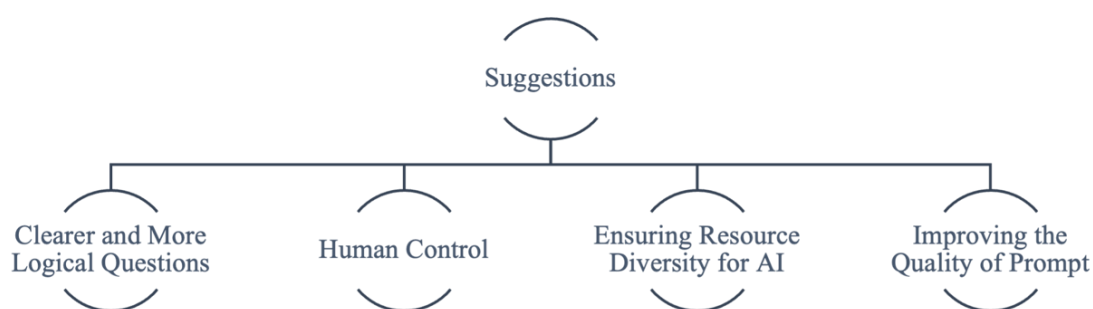 Suggestions
Clearer and More
Logical Questions
Human Control
Ensuring Resource
Diversity for AI
Improving the
Quality of Prompt